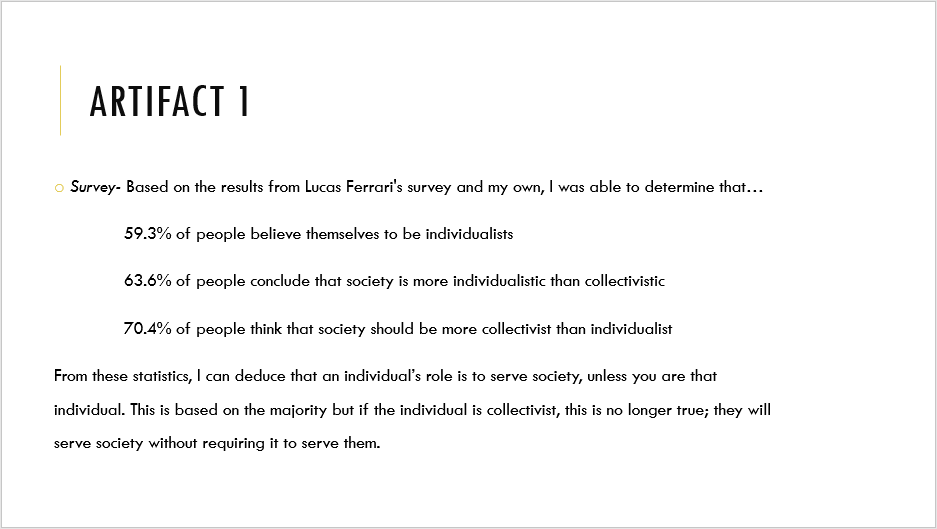 ARTIFACT 1
Survey- Based on the results from Lucas Ferrari's survey and my own, I was able to determine that…
59.3% of people believe themselves to be individualists
63.6% of people conclude that society is more individualistic than collectivistic
70.4% of people think that society should be more collectivist than individualist
From these statistics, I can deduce that an individual’s role is to serve society, unless you are that
individual. This is based on the majority but if the individual is collectivist, this is no longer true; they will
serve society without requiring it to serve them.